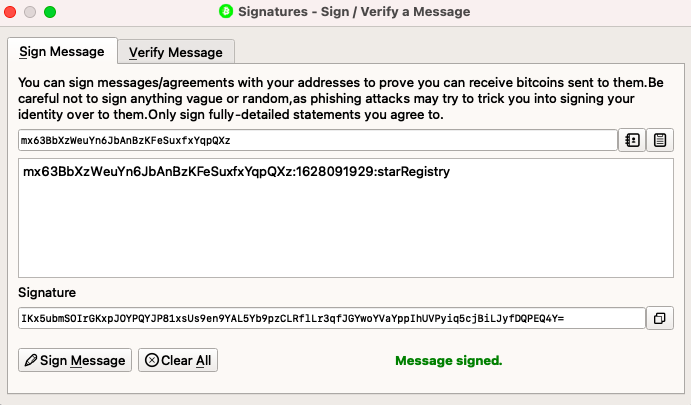 Signatures - Sign / Verify a Message
Sign Message
Verify Message
You can sign messages/agreements with your addresses to prove you can receive bitcoins sent to them.Be
careful not to sign anything vague or random,as phishing attacks may try to trick you into signing your
identity over to them.Only sign fully-detailed statements you agree to.
mx63BbXzWeuYn6JbAnBzKFeSuxfxYqpQXz
mx63BbXzWeuYn6JbAnBzKFeSuxfxYqpQXz:1628091929:starRegistry
Signature
IKx5ubmSOIrGKxpJOYPQYJP81xsUs9en9YAL5Yb9pzCLRflLr3qfJGYwoYVaYppIhUVPyiq5cjBiLJyfDQPEQ4Y=
Sign Message
Clear All
Message signed.